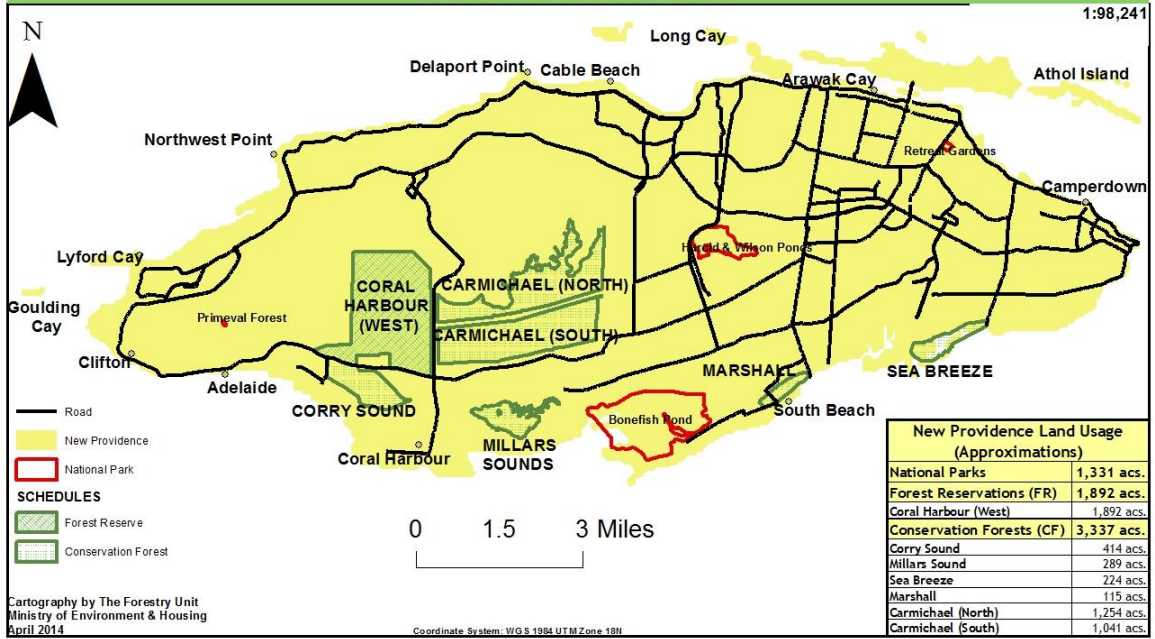 1:98,241
N
Long Cay
Delaport Point
Cable Beach
Arawak Cay
Athol Island
Northwest Point
Retreat Gardens
Camperdown
Lyford Cay
Harold & Wilson Ponds
CORAL
HARBOUR
(WEST)
CARMICHAEL (NORTH)
Goulding
Cay
Primeval Forest
CARMICHAEL (SOUTH)
Clifton
Adelaide
MARSHALL
SEA BREEZE
CORRY SOUND
Bonefish Pond
South Beach
MILLARS
SOUNDS
Coral Harbour
Road
New Providence
National Park
SCHEDULES
Forest Reserve
Conservation Forest
0 1.5 3 Miles
New Providence Land Usage
(Approximations)
National Parks 1,331 acs.
Forest Reservations (FR) 1,892 acs.
Coral Harbour (West) 1,892 acs.
Conservation Forests (CF) 3,337 acs.
Corry Sound 414 acs.
Millars Sound 289 acs.
Sea Breeze 224 acs.
Marshall 115 acs.
Carmichael (North) 1,254 acs.
Carmichael (South) 1,041 acs.
Cartography by The Forestry Unit
Ministry of Environment & Housing
April 2014
Coordinate System: WGS 1984 UTM Zone 18N